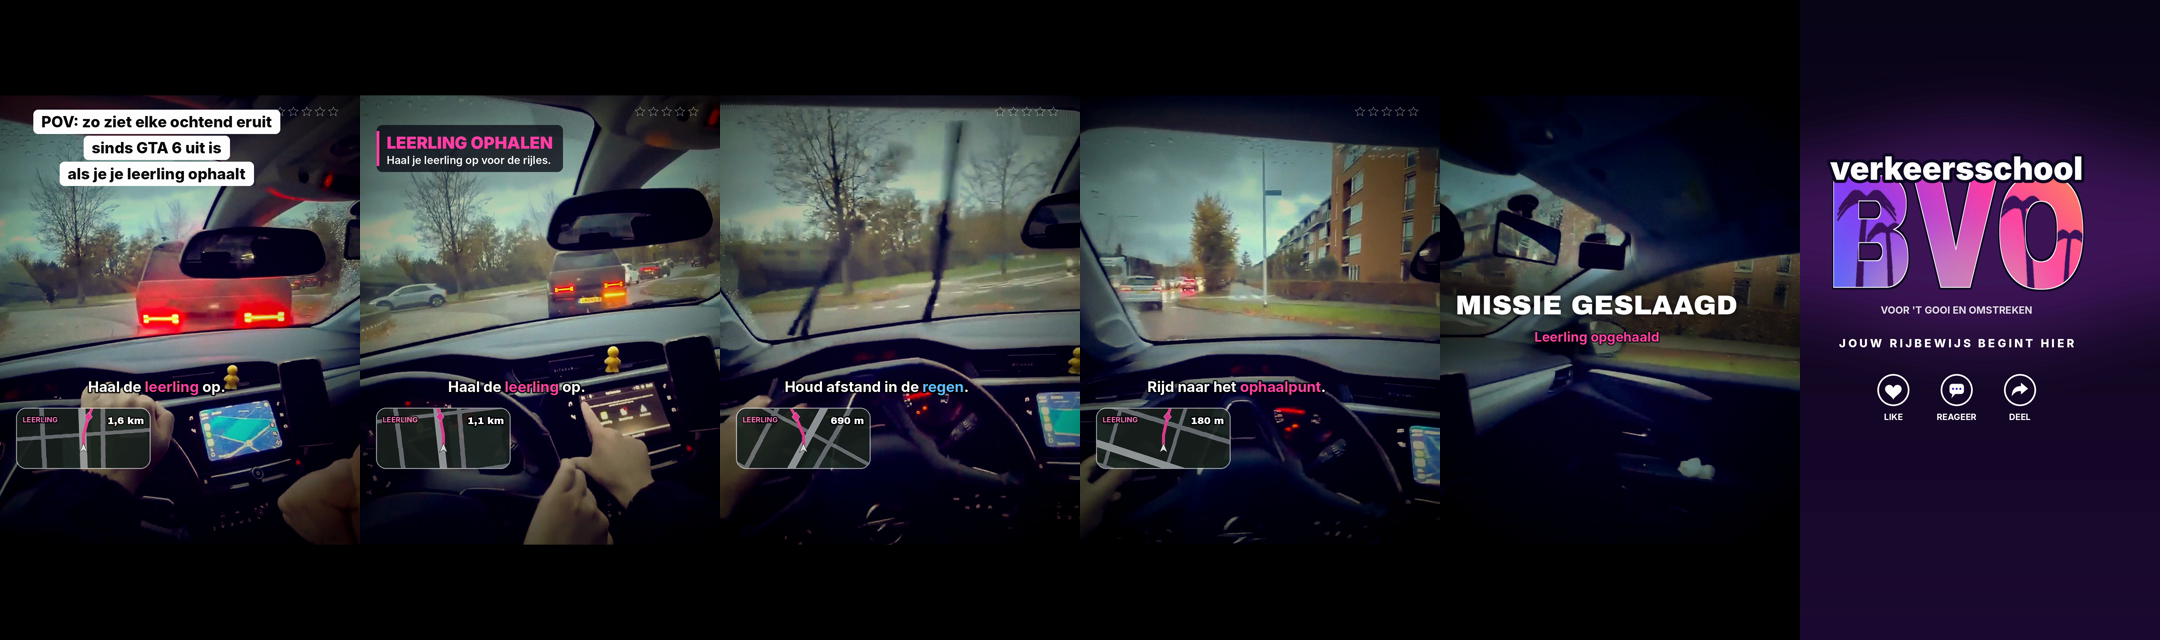 POV: zo ziet elke ochtend eruit
sinds GTA 6 uit is
als je je leerling ophaalt
Haal de leerling op.
LEERLING
1,6 km
LEERLING OPHALEN
Haal je leerling op voor de rijles.
Haal de leerling op.
LEERLING
1,1 km
Houd afstand in de regen.
LEERLING
690 m
Rijd naar het ophaalpunt.
LEERLING
180 m
MISSIE GESLAAGD
Leerling opgehaald
verkeersschool
BVO
VOOR 'T GOOI EN OMSTREKEN
JOUW RIJBEWIJS BEGINT HIER
LIKE
REAGEER
DEEL